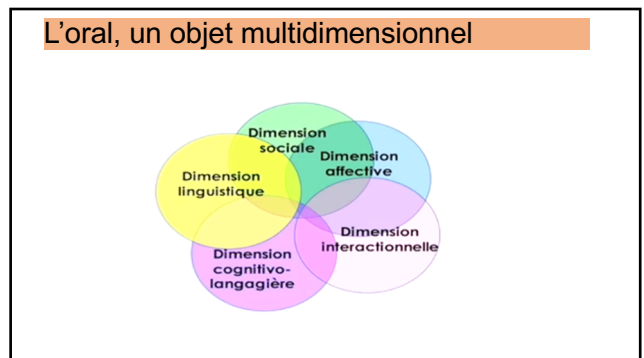 L’oral, un objet multidimensionnel
Dimension
sociale
Dimension
affective
Dimension
linguistique
Dimension
interactionnelle
Dimension
cognitivo-
langagière